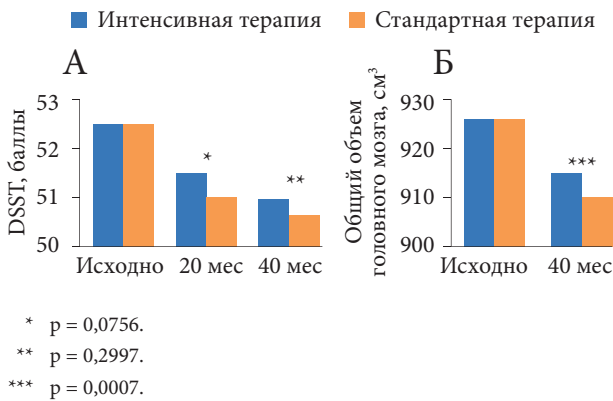 Интенсивная терапия
Стандартная терапия
А
DSST, баллы
53
52
51
50
*
**
Исходно
20 мес
40 мес
Б
Общий объем
головного мозга, см³
930
920
910
900
***
Исходно
40 мес
* p = 0,0756.
** p = 0,2997.
*** p = 0,0007.